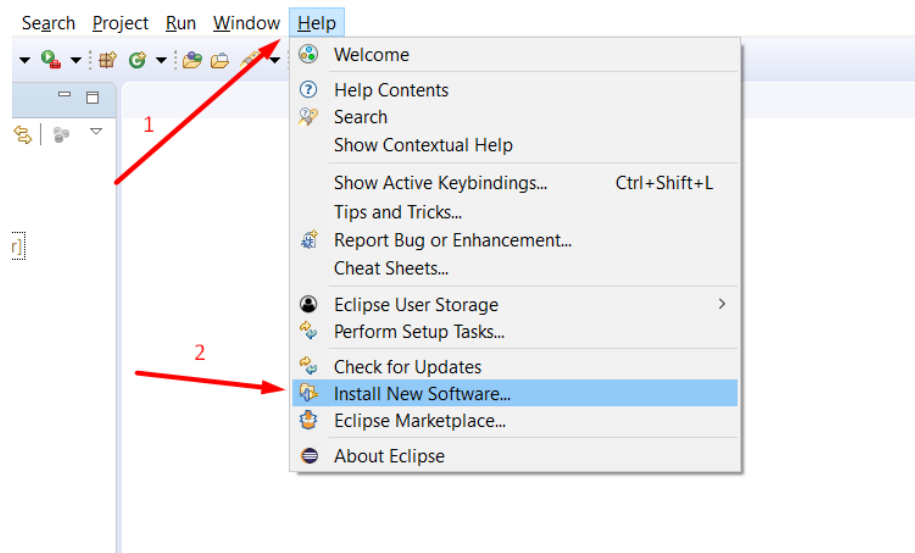 Search Project Run Window Help
Welcome
Help Contents
Search
Show Contextual Help
1
Show Active Keybindings... Ctrl+Shift+L
Tips and Tricks...
r]
Report Bug or Enhancement...
Cheat Sheets...
Eclipse User Storage
Perform Setup Tasks...
2
Check for Updates
Install New Software...
Eclipse Marketplace...
About Eclipse